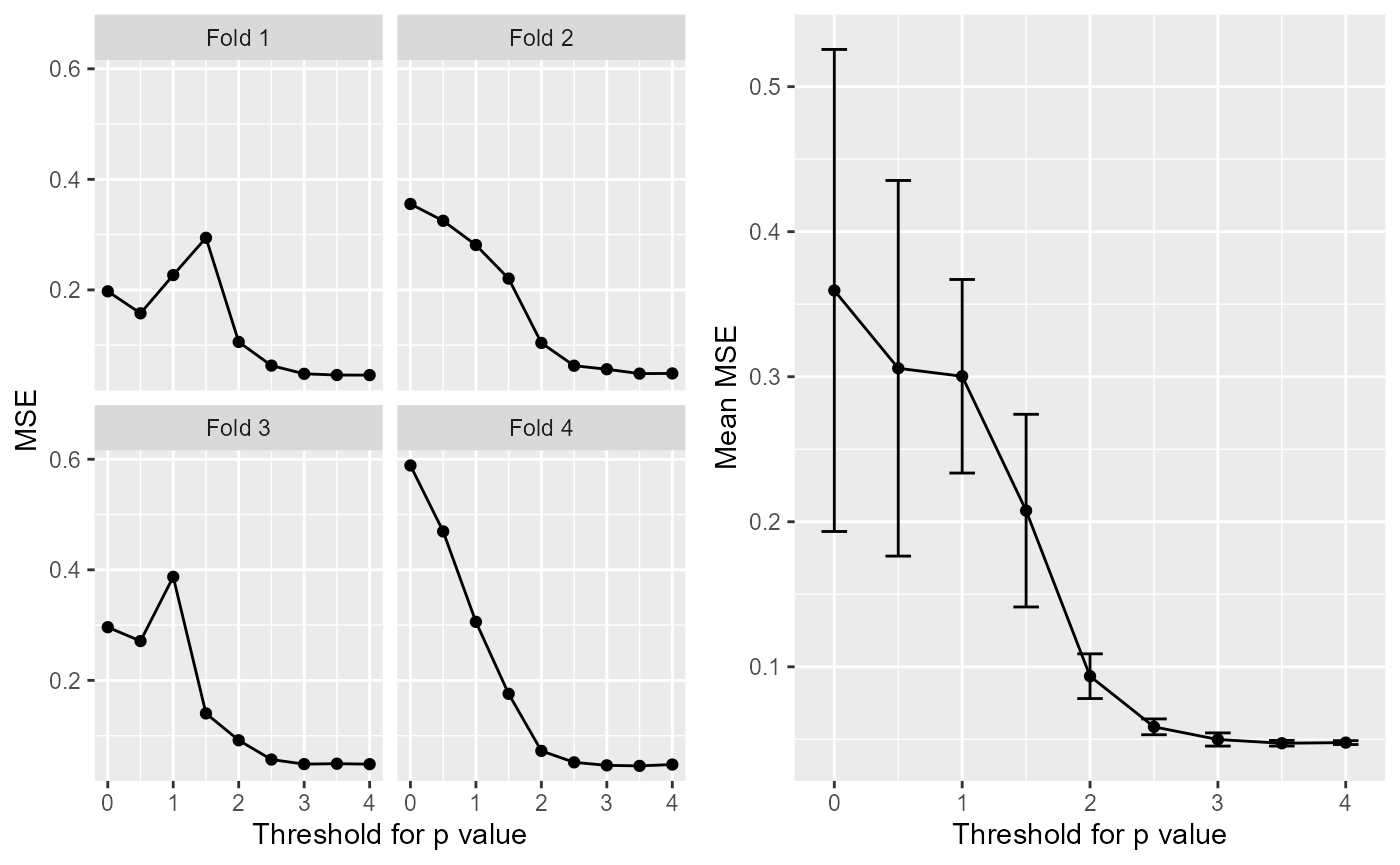 Fold 1 Fold 2
0.6
0.4
0.2
MSE
Fold 3 Fold 4
0.6
0.4
0.2
0 1 2 3 4 0 1 2 3 4
Threshold for p value
Mean MSE
0.5
0.4
0.3
0.2
0.1
0 1 2 3 4
Threshold for p value